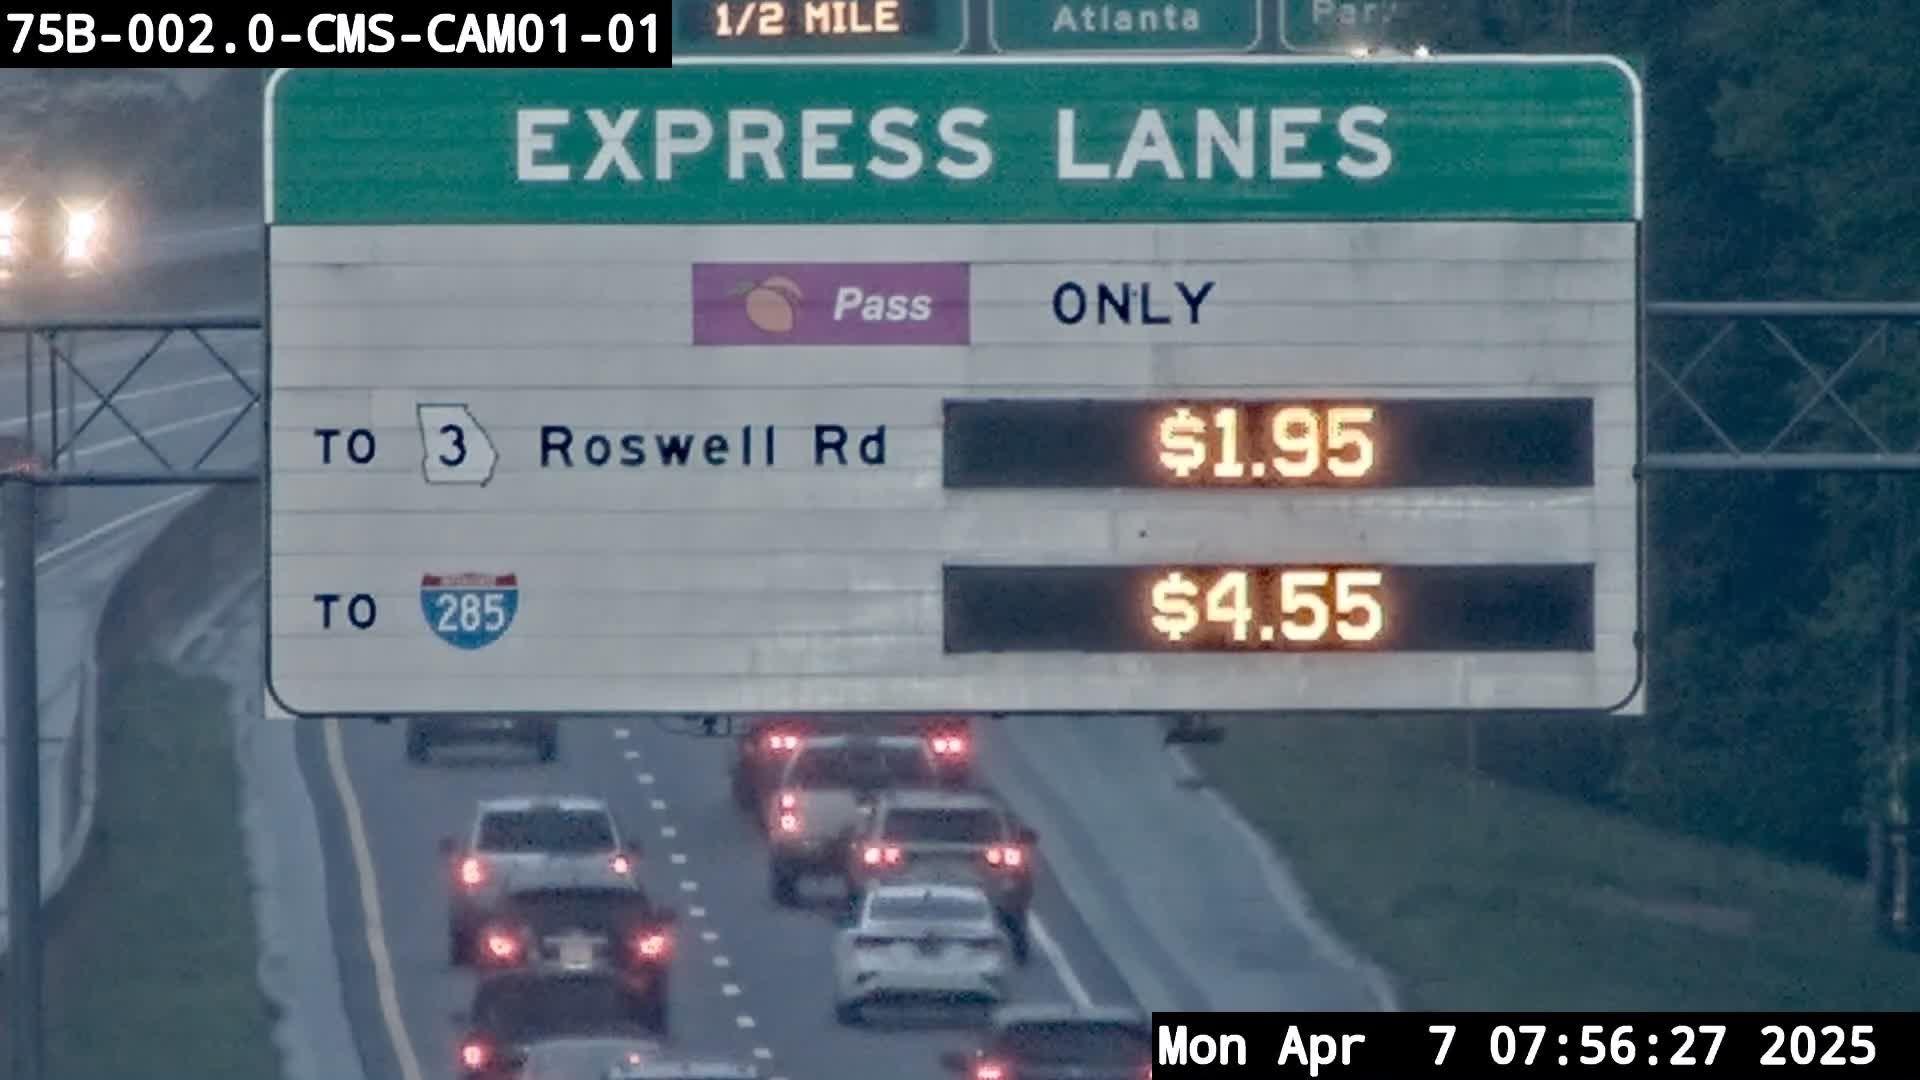 75B-002.0-CMS-CAM01-01
1/2 MILE
Atlanta
EXPRESS LANES
Pass ONLY
TO 3 Roswell Rd $1.95
TO 285 $4.55
Mon Apr 7 07:56:27 2025